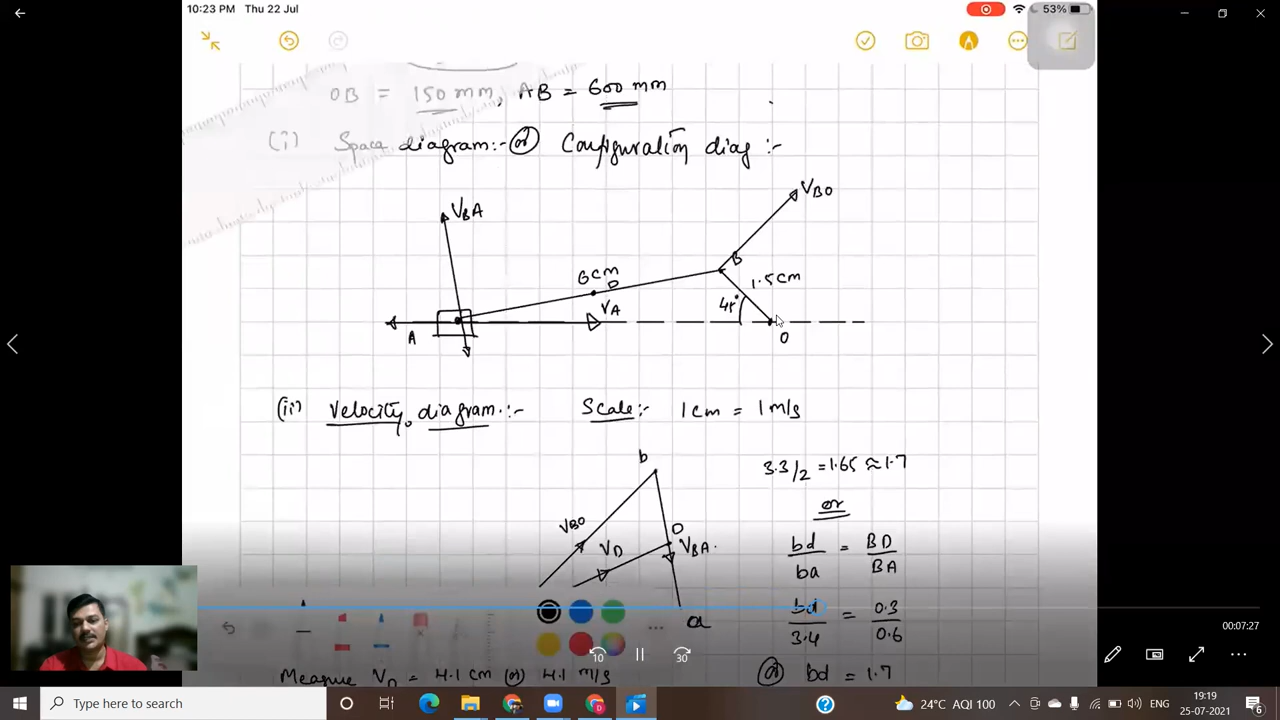 10:23 PM Thu 22 Jul
53%
OB = 150 mm, AB = 600 mm
(i) Space diagram:- (or) Configuration diag :-
VBO
VBA
B
6cm
D
1.5cm
45°
VA
A
O
(ii) Velocity diagram :- Scale:- 1cm = 1m/s
b
3.3/2 = 1.65 ≈ 1.7
or
VBO
D
VD
VBA.
bd/ba = BD/BA
bd/3.4 = 0.3/0.6
a
00:07:27
10
30
Measure VD = 4.1 cm (or) 4.1 m/s
(or) bd = 1.7
Type here to search
24°C AQI 100
19:19
25-07-2021
6